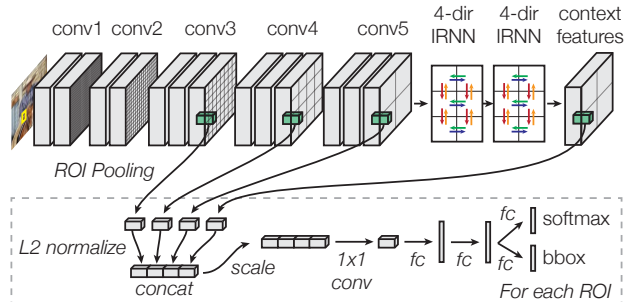 4-dir 4-dir context
conv1 conv2 conv3 conv4 conv5 IRNN IRNN features
ROI Pooling
L2 normalize
concat
scale
1x1
conv
fc
fc
fc
softmax
fc
bbox
For each ROI